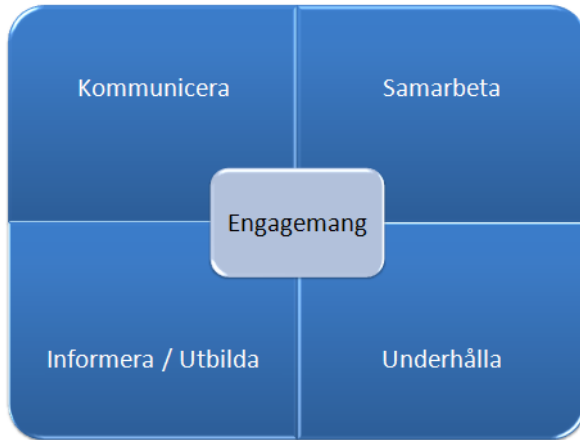 Kommunicera
Samarbeta
Engagemang
Informera / Utbilda
Underhålla